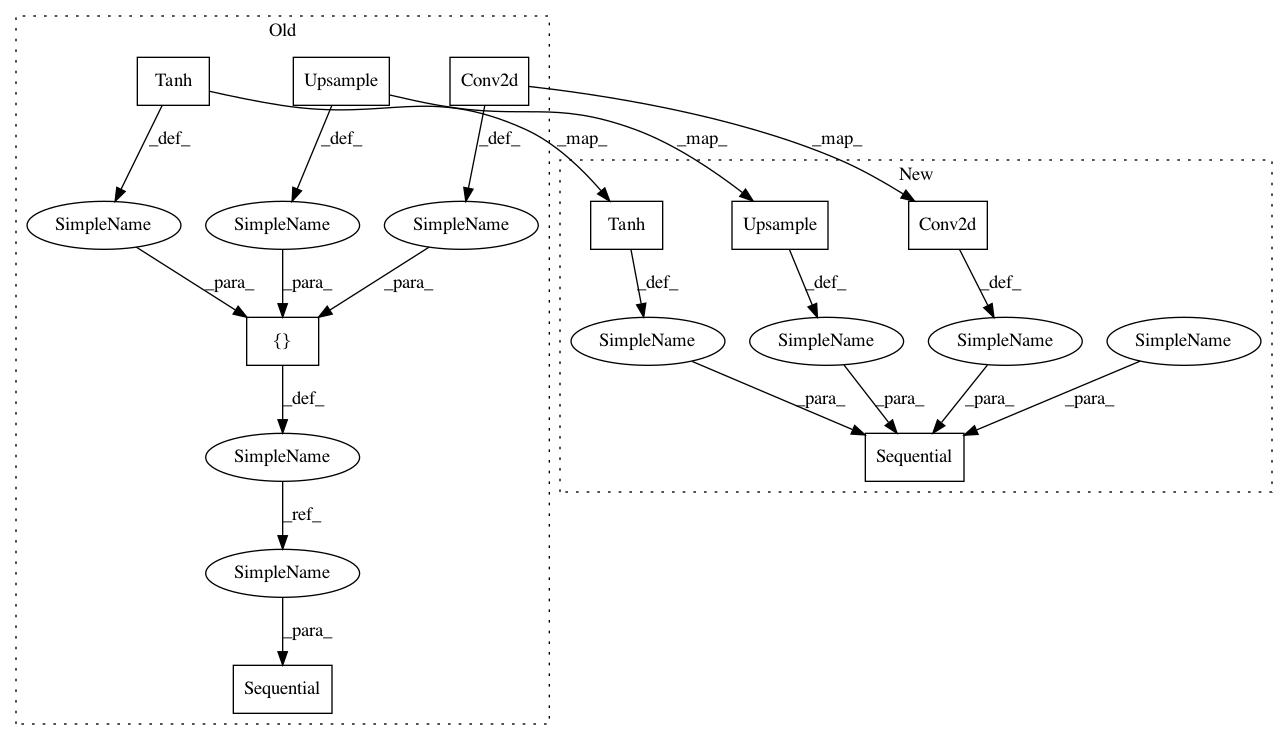 Old
Tanh
Upsample
Conv2d
_def_
_def_
_def_
_map_
_map_
_map_
New
SimpleName
SimpleName
SimpleName
Tanh
Upsample
Conv2d
_para_
_para_
_para_
_def_
_def_
_def_
{}
SimpleName
SimpleName
SimpleName
SimpleName
_def_
_para_
_para_
_para_
_para_
SimpleName
Sequential
_ref_
SimpleName
_para_
Sequential